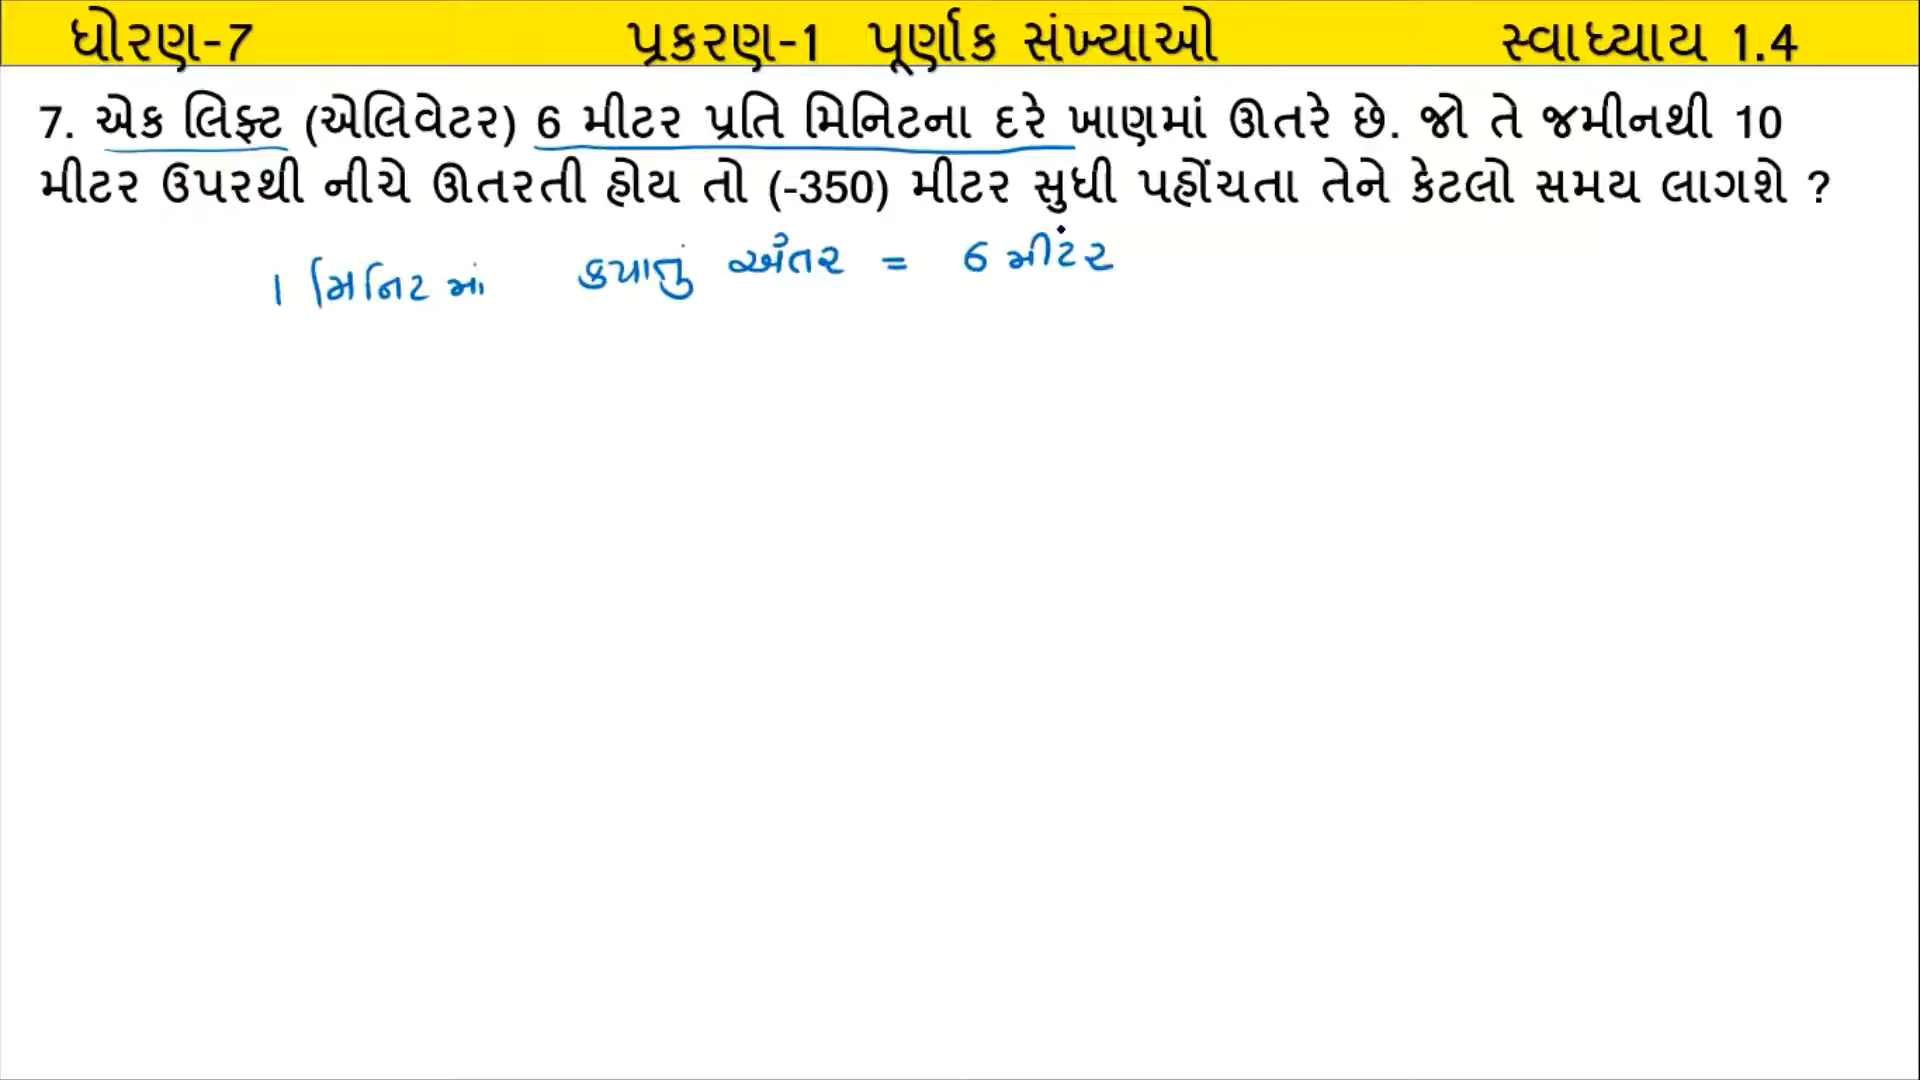 ધોરણ-7 પ્રકરણ-1 પૂર્ણાંક સંખ્યાઓ સ્વાધ્યાય 1.4
7. એક લિફ્ટ (એલિવેટર) 6 મીટર પ્રતિ મિનિટના દરે ખાણમાં ઊતરે છે. જો તે જમીનથી 10
મીટર ઉપરથી નીચે ઊતરતી હોય તો (-350) મીટર સુધી પહોંચતા તેને કેટલો સમય લાગશે ?
1 મિનિટ માં કપાતું અંતર = 6 મીટર